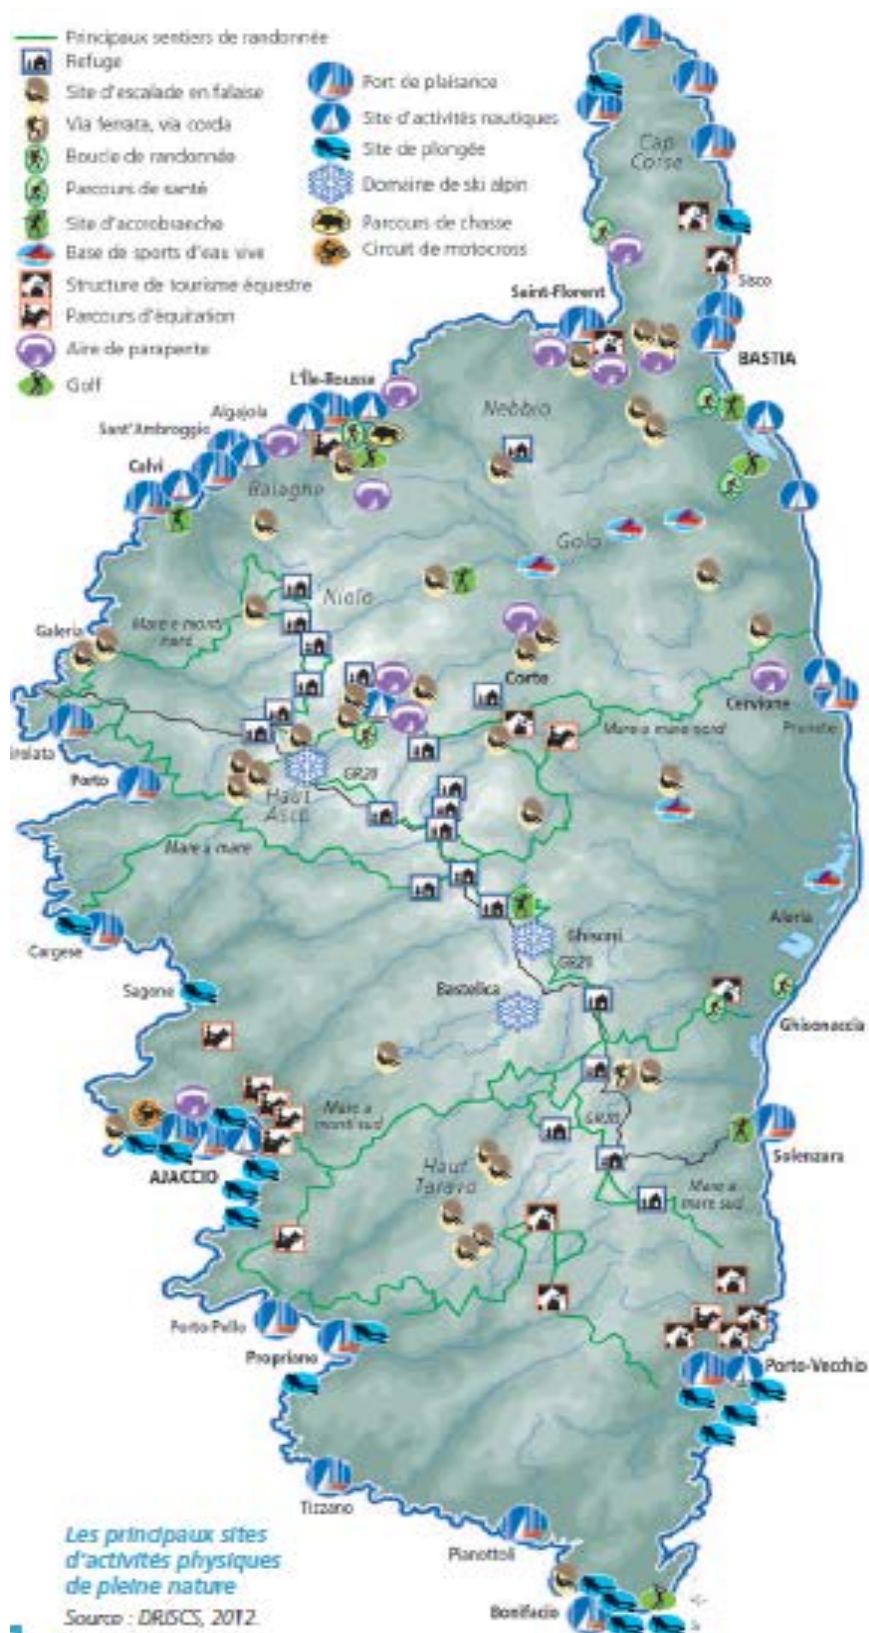 Principaux sentiers de randonnée
Refuge
Site d'escalade en falaise
Via ferrata, via corda
Boucle de randonnée
Parcours de santé
Site d'accrobranche
Base de sports d'eau vive
Structure de tourisme équestre
Parcours d'équitation
Aire de parapente
Golf
Port de plaisance
Site d'activités nautiques
Site de plongée
Domaine de ski alpin
Parcours de chasse
Circuit de motocross
Cap
Corse
Sisco
Saint-Florent
BASTIA
L'Île-Rousse
Nebbio
Algajola
Sant'Ambroggio
Calvi
Balagne
Golo
Niolo
Mare e monti
nord
Galeria
Corte
Cervione
Prunete
Mare a mare nord
Girolata
Porto
GR20
Haut
Asco
Mare a mare
Cargese
Aleria
Ghisoni
GR20
Sagone
Bastelica
Ghisonaccia
Mare a
monti sud
GR20
AJACCIO
Haut
Taravo
Solenzara
Mare a
mare sud
Porto-Pollo
Propriano
Porto-Vecchio
Tizzano
Pianottoli
Bonifacio
Les principaux sites
d'activités physiques
de pleine nature
Source : DRJSCS, 2012.